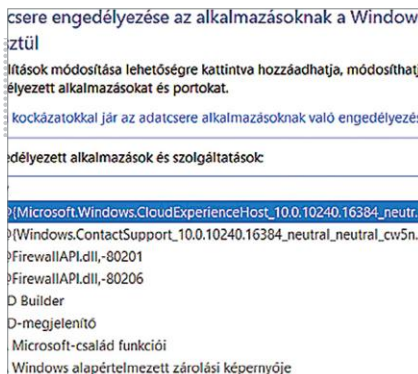 csere engedélyezése az alkalmazásoknak a Window
ztül
lítások módosítása lehetőségre kattintva hozzáadhatja, módosíthat
élyezett alkalmazásokat és portokat.
kockázatokkal jár az adatcsere alkalmazásoknak való engedélyezés
edélyezett alkalmazások és szolgáltatások:
{Microsoft.Windows.CloudExperienceHost_10.0.10240.16384_neutr.
{Windows.ContactSupport_10.0.10240.16384_neutral_neutral_cw5n.
FirewallAPI.dll,-80201
FirewallAPI.dll,-80206
D Builder
D-megjelenítő
Microsoft-család funkciói
Windows alapértelmezett zárolási képernyője